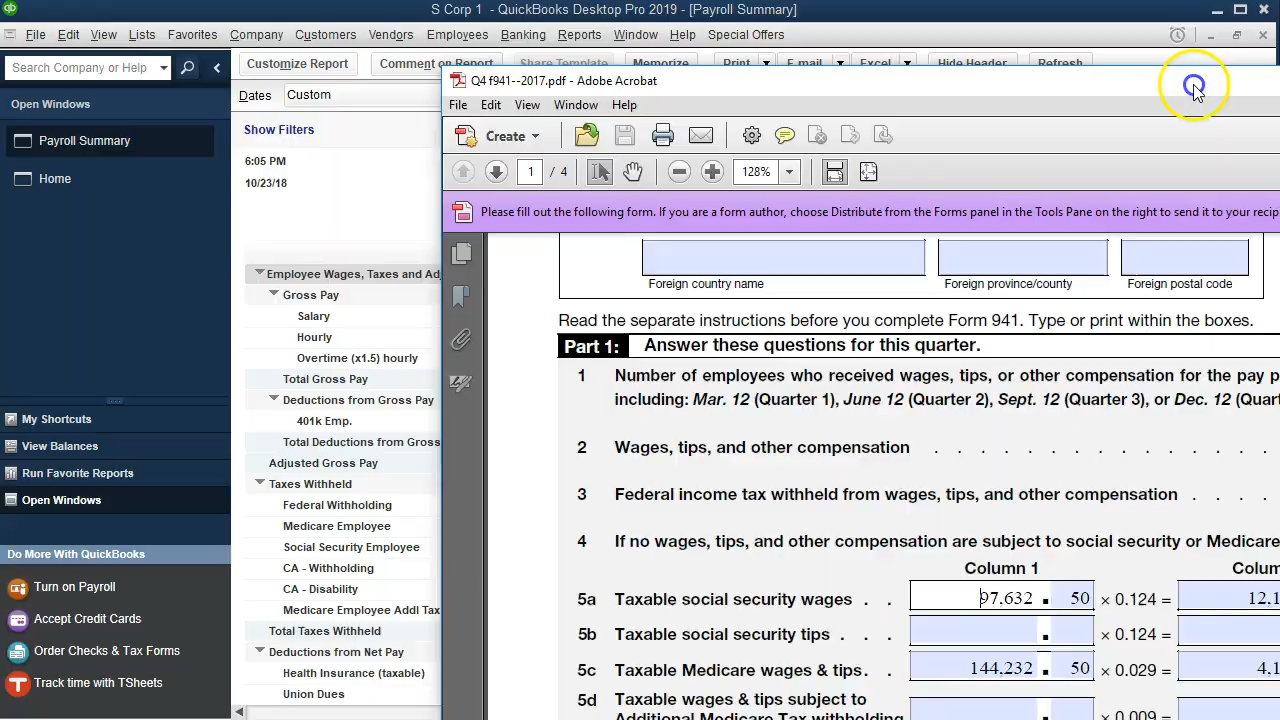 S Corp 1 - QuickBooks Desktop Pro 2019 - [Payroll Summary]
File Edit View Lists Favorites Company Customers Vendors Employees Banking Reports Window Help Special Offers
Search Company or Help
Open Windows
Payroll Summary
Home
My Shortcuts
View Balances
Run Favorite Reports
Open Windows
Do More With QuickBooks
Turn on Payroll
Accept Credit Cards
Order Checks & Tax Forms
Track time with TSheets
Customize Report Comment on Report Share Template Memorize Print E-mail Excel Hide Header Refresh
Dates Custom
Show Filters
6:05 PM
10/23/18
Employee Wages, Taxes and Adj
Gross Pay
Salary
Hourly
Overtime (x1.5) hourly
Total Gross Pay
Deductions from Gross Pay
401k Emp.
Total Deductions from Gross
Adjusted Gross Pay
Taxes Withheld
Federal Withholding
Medicare Employee
Social Security Employee
CA - Withholding
CA - Disability
Medicare Employee Addl Tax
Total Taxes Withheld
Deductions from Net Pay
Health Insurance (taxable)
Union Dues
Q4 f941--2017.pdf - Adobe Acrobat
File Edit View Window Help
Create
1 / 4 128%
Please fill out the following form. If you are a form author, choose Distribute from the Forms panel in the Tools Pane on the right to send it to your recip
Foreign country name Foreign province/county Foreign postal code
Read the separate instructions before you complete Form 941. Type or print within the boxes.
Part 1: Answer these questions for this quarter.
1 Number of employees who received wages, tips, or other compensation for the pay p
including: Mar. 12 (Quarter 1), June 12 (Quarter 2), Sept. 12 (Quarter 3), or Dec. 12 (Quart
2 Wages, tips, and other compensation . . . . . . . . . . . . . .
3 Federal income tax withheld from wages, tips, and other compensation . . . .
4 If no wages, tips, and other compensation are subject to social security or Medicare
Column 1 Colum
5a Taxable social security wages . . 97,632 . 50 × 0.124 = 12,1
5b Taxable social security tips . . . . × 0.124 =
5c Taxable Medicare wages & tips. . 144,232 . 50 × 0.029 = 4,1
5d Taxable wages & tips subject to
Additional Medicare Tax withholding × 0.009 =